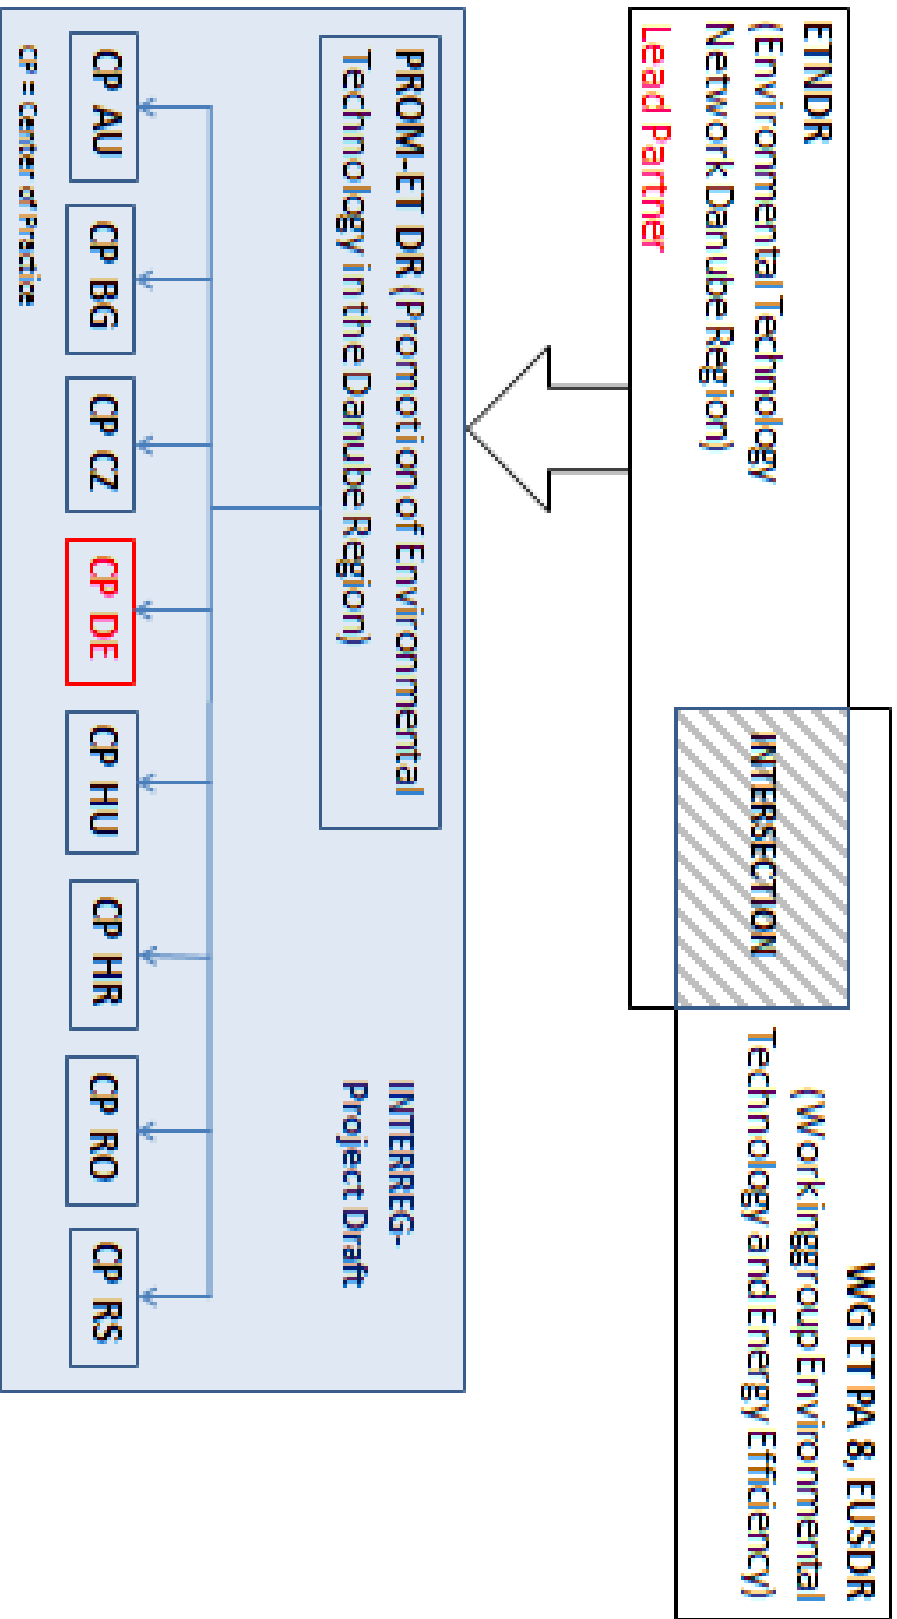 ETNDR
(Environmental Technology
Network Danube Region)
Lead Partner
INTERSECTION
WG ET PA 8, EUSDR
(Workinggroup Environmental
Technology and Energy Efficiency)
PROM-ET DR (Promotion of Environmental
Technology in the Danube Region)
INTERREG-
Project Draft
CP AU
CP BG
CP CZ
CP DE
CP HU
CP HR
CP RO
CP RS
CP = Center of Practice